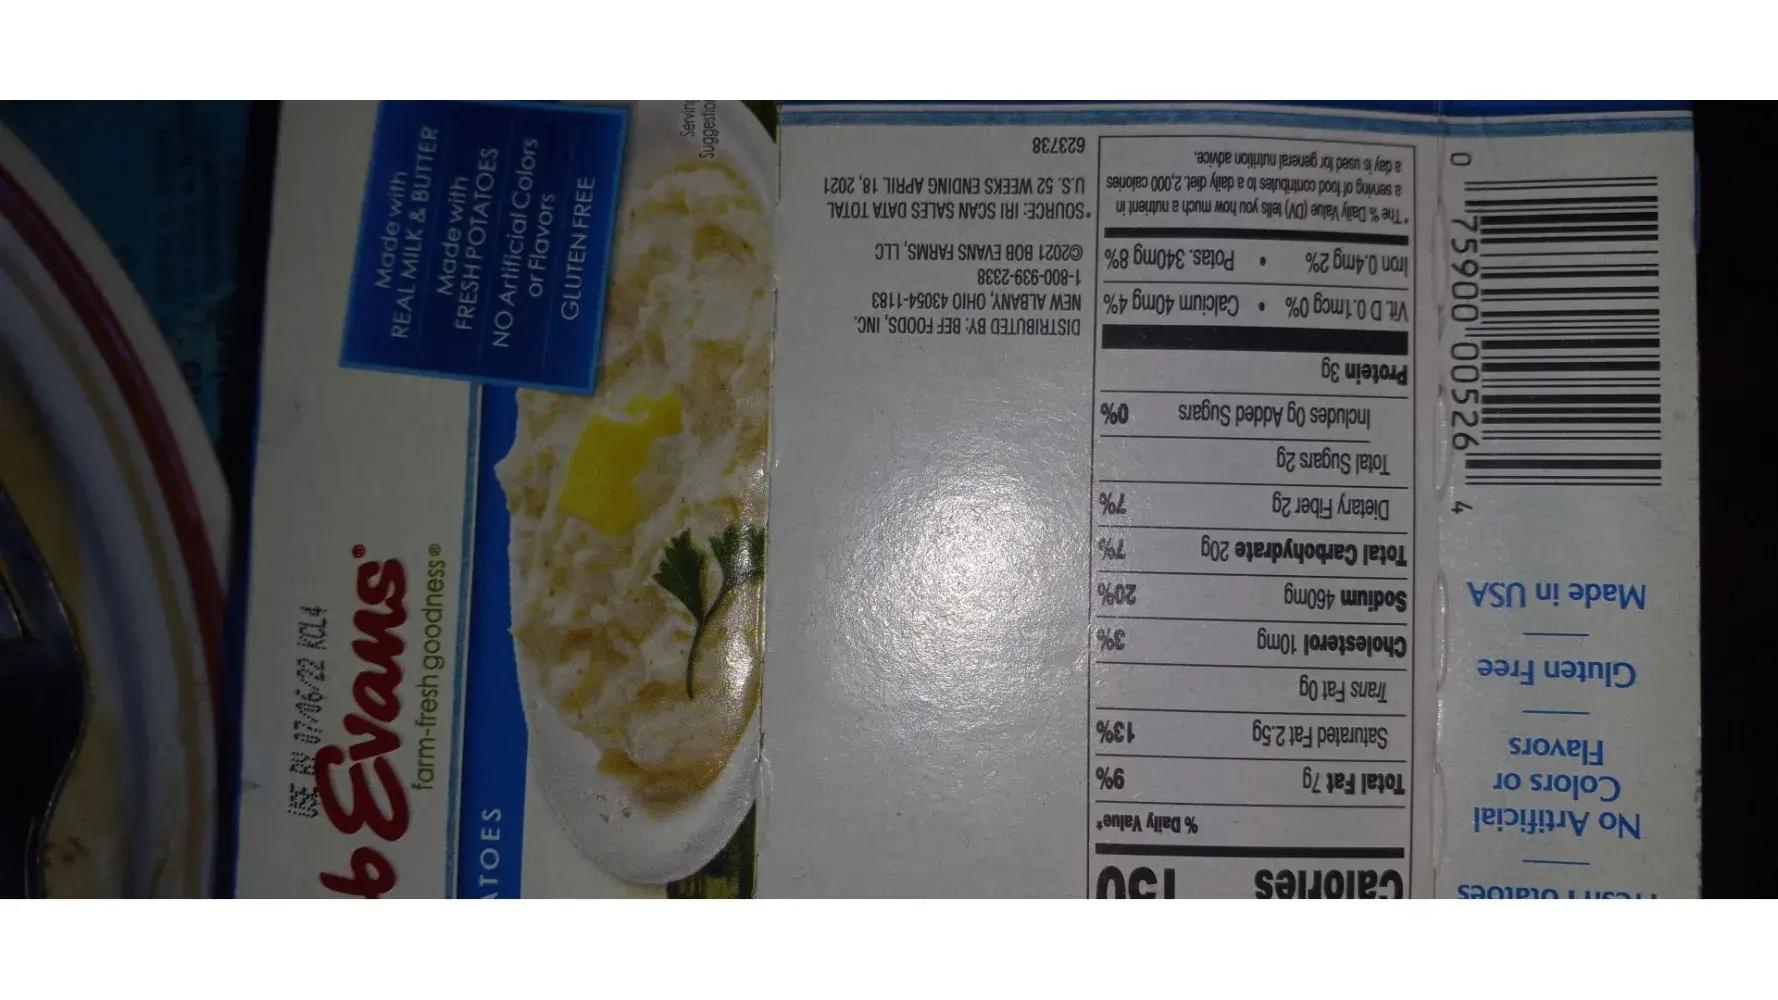 USE BY 07/06/22 KCL4
b Evans®
farm-fresh goodness®
ATOES
Made with
REAL MILK & BUTTER
Made with
FRESH POTATOES
NO Artificial Colors
or Flavors
GLUTEN FREE
Serving
Suggestion
Calories 150
% Daily Value*
Total Fat 7g 9%
Saturated Fat 2.5g 13%
Trans Fat 0g
Cholesterol 10mg 3%
Sodium 460mg 20%
Total Carbohydrate 20g 7%
Dietary Fiber 2g 7%
Total Sugars 2g
Includes 0g Added Sugars 0%
Protein 3g
Vit. D 0.1mcg 0% • Calcium 40mg 4%
Iron 0.4mg 2% • Potas. 340mg 8%
*The % Daily Value (DV) tells you how much a nutrient in
a serving of food contributes to a daily diet. 2,000 calories
a day is used for general nutrition advice.
DISTRIBUTED BY: BEF FOODS, INC.
NEW ALBANY, OHIO 43054-1183
1-800-939-2338
©2021 BOB EVANS FARMS, LLC
*SOURCE: IRI SCAN SALES DATA TOTAL
U.S. 52 WEEKS ENDING APRIL 18, 2021
623738
Fresh Potatoes
No Artificial
Colors or
Flavors
Gluten Free
Made in USA
0 75900 00526 4